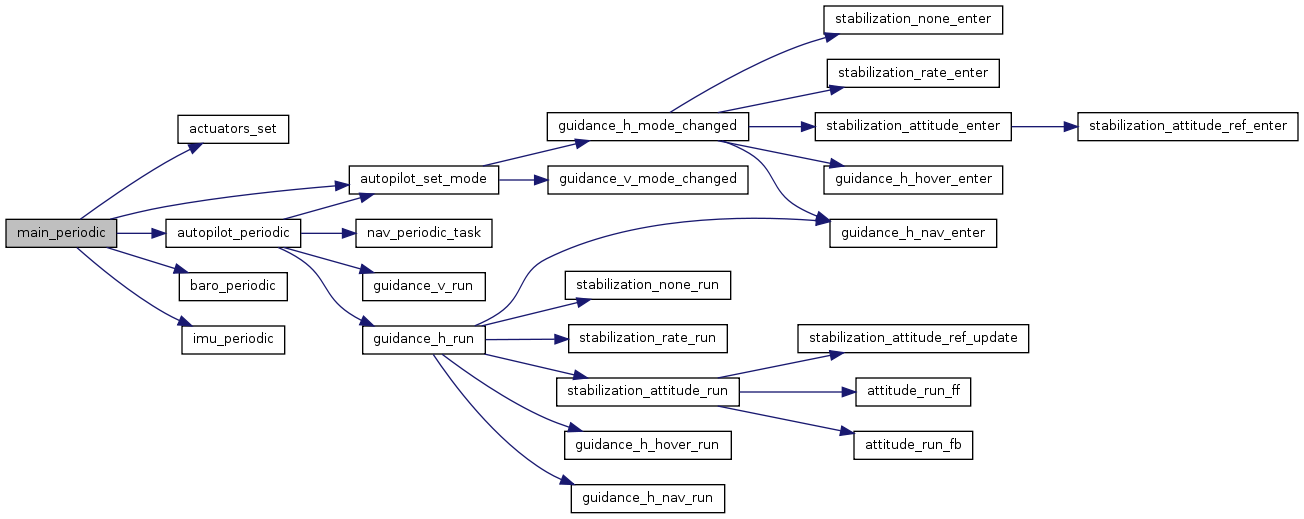 stabilization_none_enter
stabilization_rate_enter
actuators_set
guidance_h_mode_changed
stabilization_attitude_enter
stabilization_attitude_ref_enter
autopilot_set_mode
guidance_v_mode_changed
guidance_h_hover_enter
main_periodic
autopilot_periodic
nav_periodic_task
guidance_h_nav_enter
baro_periodic
guidance_v_run
stabilization_none_run
imu_periodic
guidance_h_run
stabilization_rate_run
stabilization_attitude_ref_update
stabilization_attitude_run
attitude_run_ff
guidance_h_hover_run
attitude_run_fb
guidance_h_nav_run